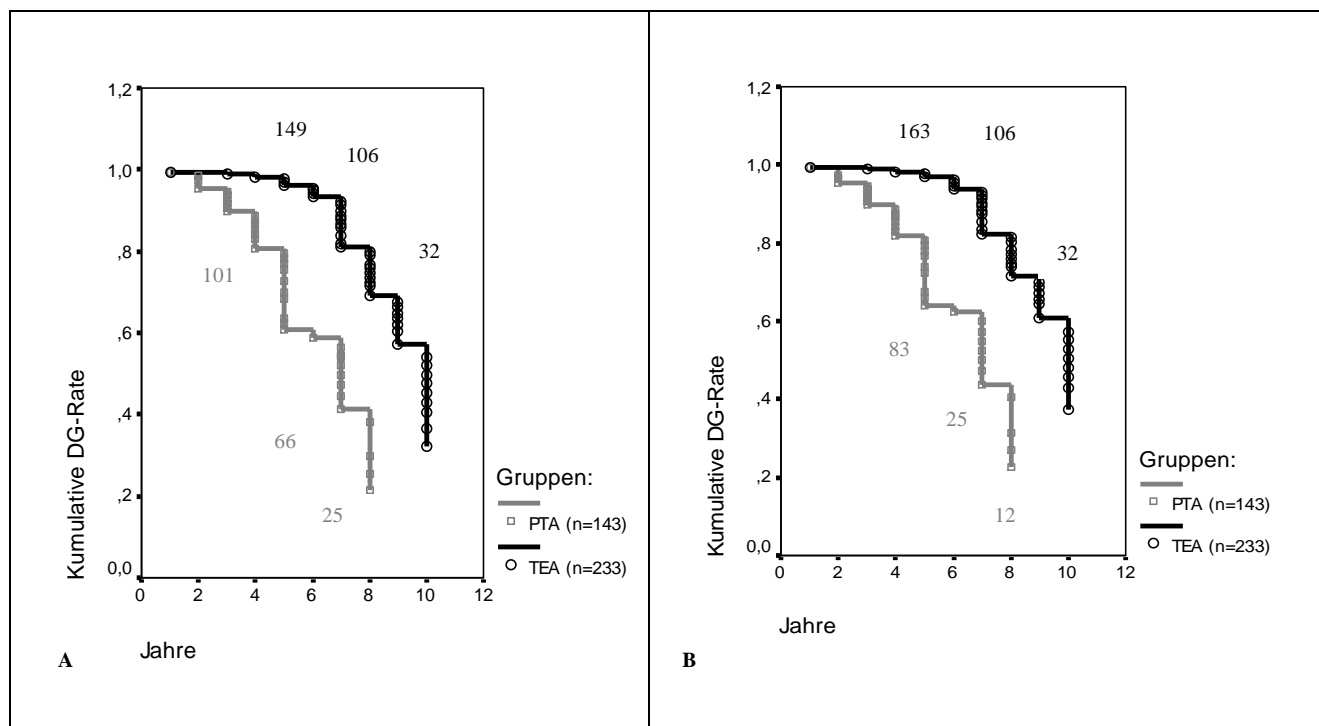 1,2
149
106
1,0
,8
32
101
,6
,4
66
,2
25
0,0
0 2 4 6 8 10 12
Kumulative DG-Rate
Jahre
Gruppen:
PTA (n=143)
TEA (n=233)
A
1,2
163
106
1,0
,8
32
,6
83
,4
25
,2
12
0,0
0 2 4 6 8 10 12
Kumulative DG-Rate
Jahre
Gruppen:
PTA (n=143)
TEA (n=233)
B